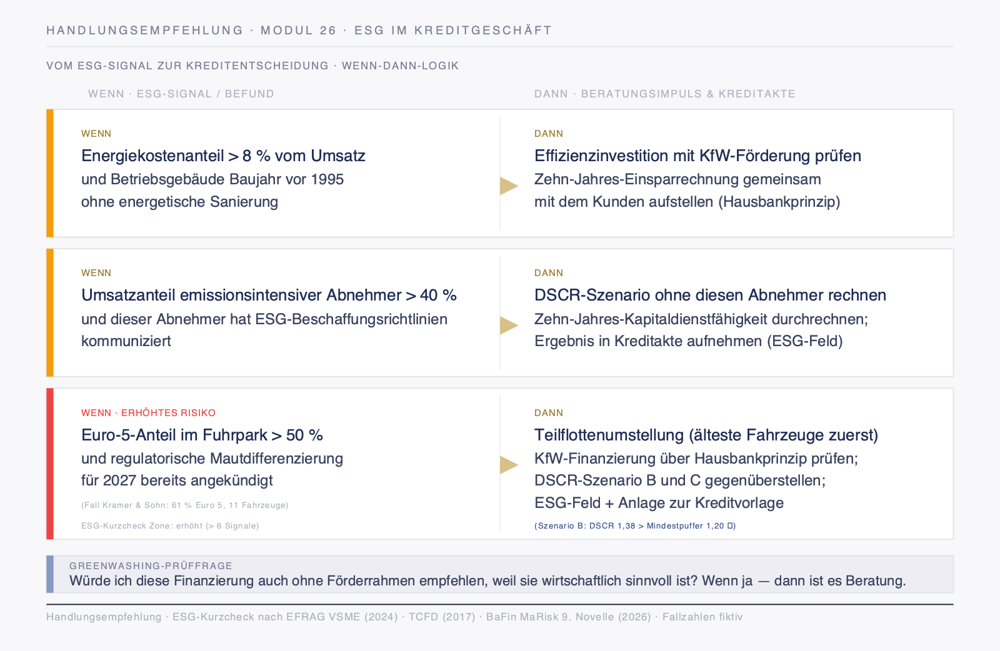 HANDLUNGSEMPFEHLUNG · MODUL 26 · ESG IM KREDITGESCHÄFT
VOM ESG-SIGNAL ZUR KREDITENTSCHEIDUNG · WENN-DANN-LOGIK
WENN · ESG-SIGNAL / BEFUND
DANN · BERATUNGSIMPULS & KREDITAKTE
WENN
Energiekostenanteil > 8 % vom Umsatz
und Betriebsgebäude Baujahr vor 1995
ohne energetische Sanierung
DANN
Effizienzinvestition mit KfW-Förderung prüfen
Zehn-Jahres-Einsparrechnung gemeinsam
mit dem Kunden aufstellen (Hausbankprinzip)
WENN
Umsatzanteil emissionsintensiver Abnehmer > 40 %
und dieser Abnehmer hat ESG-Beschaffungsrichtlinien
kommuniziert
DANN
DSCR-Szenario ohne diesen Abnehmer rechnen
Zehn-Jahres-Kapitaldienstfähigkeit durchrechnen;
Ergebnis in Kreditakte aufnehmen (ESG-Feld)
WENN · ERHÖHTES RISIKO
Euro-5-Anteil im Fuhrpark > 50 %
und regulatorische Mautdifferenzierung
für 2027 bereits angekündigt
(Fall Kramer & Sohn: 61 % Euro 5, 11 Fahrzeuge)
ESG-Kurzcheck Zone: erhöht (> 6 Signale)
DANN
Teilflottenumstellung (älteste Fahrzeuge zuerst)
KfW-Finanzierung über Hausbankprinzip prüfen;
DSCR-Szenario B und C gegenüberstellen;
ESG-Feld + Anlage zur Kreditvorlage
(Szenario B: DSCR 1,38 > Mindestpuffer 1,20 )
GREENWASHING-PRÜFFRAGE
Würde ich diese Finanzierung auch ohne Förderrahmen empfehlen, weil sie wirtschaftlich sinnvoll ist? Wenn ja — dann ist es Beratung.
Handlungsempfehlung · ESG-Kurzcheck nach EFRAG VSME (2024) · TCFD (2017) · BaFin MaRisk 9. Novelle (2026) · Fallzahlen fiktiv